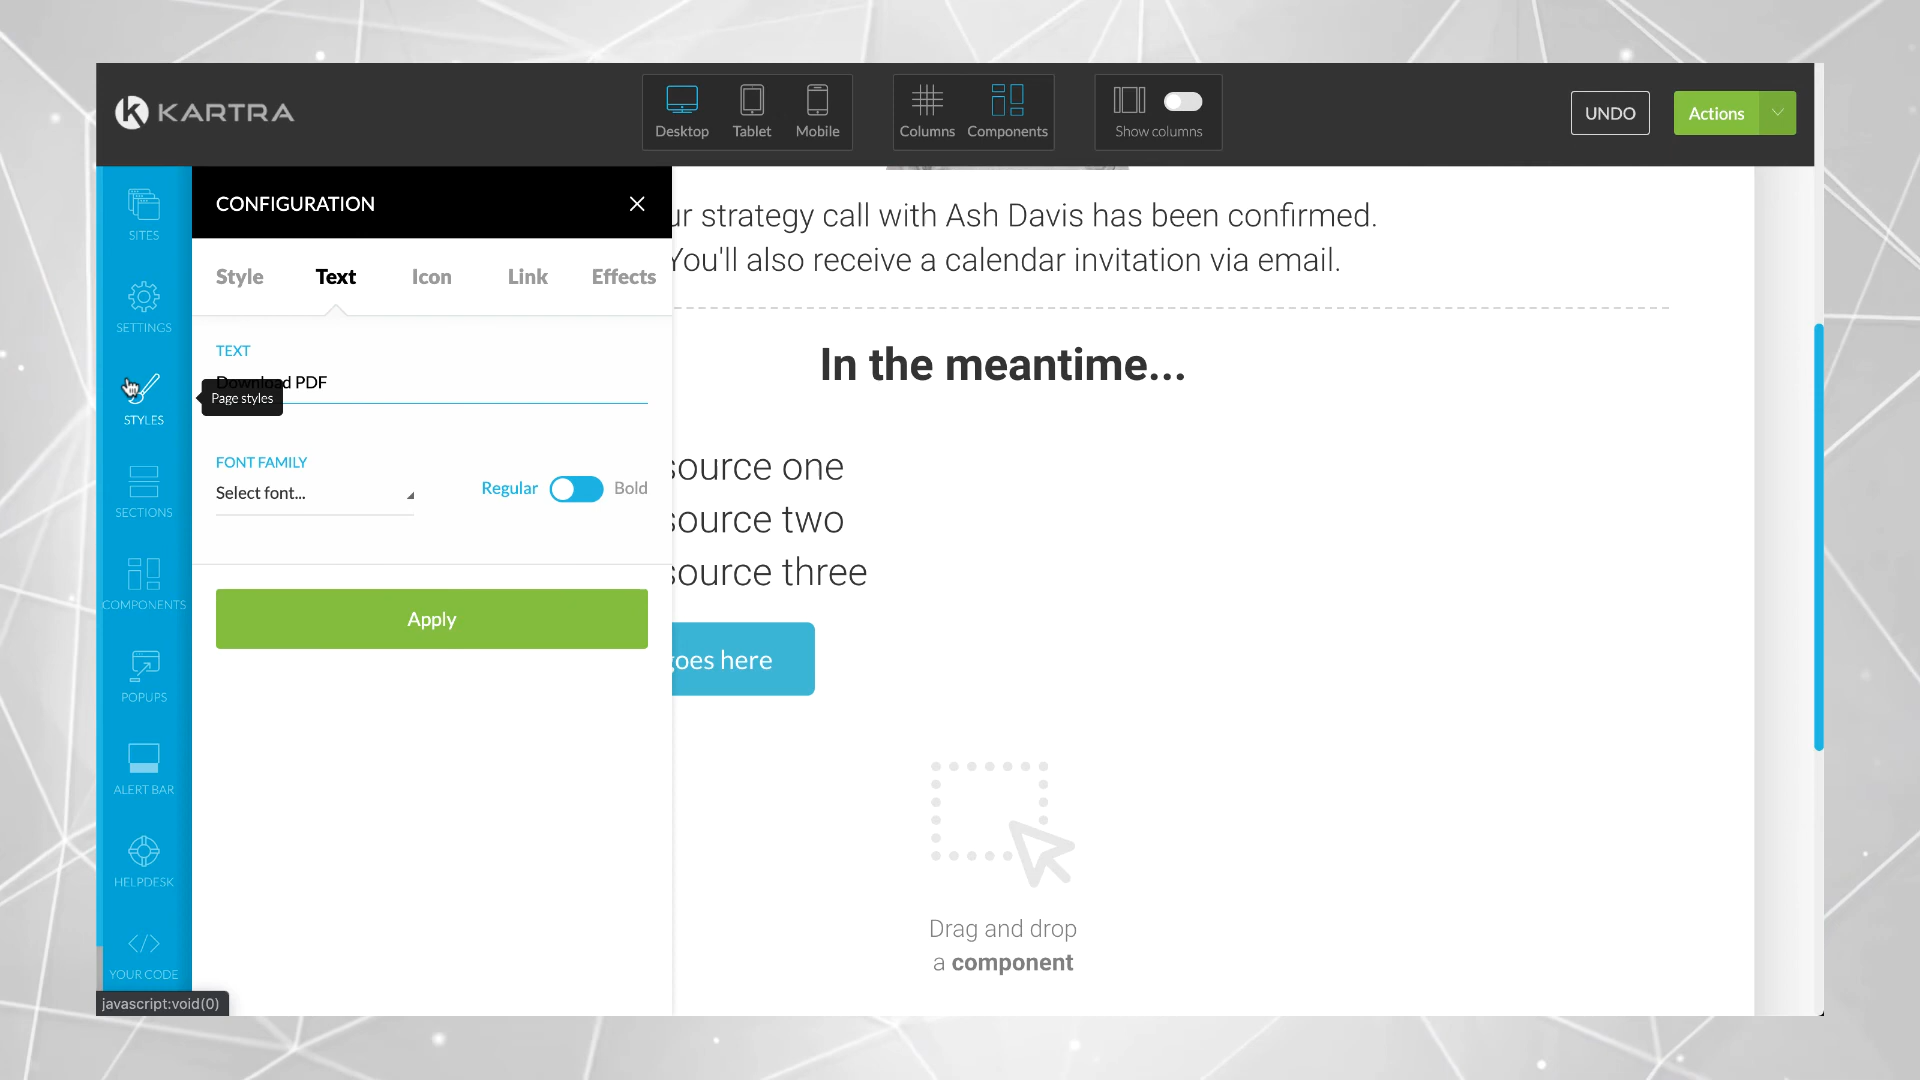 KARTRA
Desktop
Tablet
Mobile
Columns
Components
Show columns
UNDO
Actions
SITES
SETTINGS
STYLES
SECTIONS
COMPONENTS
POPUPS
ALERT BAR
HELPDESK
YOUR CODE
javascript:void(0)
CONFIGURATION
Style
Text
Icon
Link
Effects
TEXT
Download PDF
Page styles
FONT FAMILY
Select font...
Regular
Bold
Apply
ur strategy call with Ash Davis has been confirmed.
You'll also receive a calendar invitation via email.
In the meantime...
source one
source two
source three
goes here
Drag and drop
a component